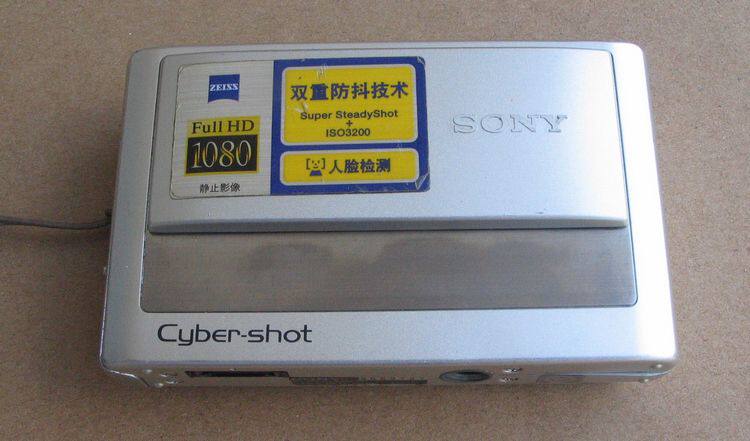 ZEISS
Full HD
1080
静止影像
双重防抖技术
Super SteadyShot
+
ISO3200
人脸检测
SONY
Cyber-shot